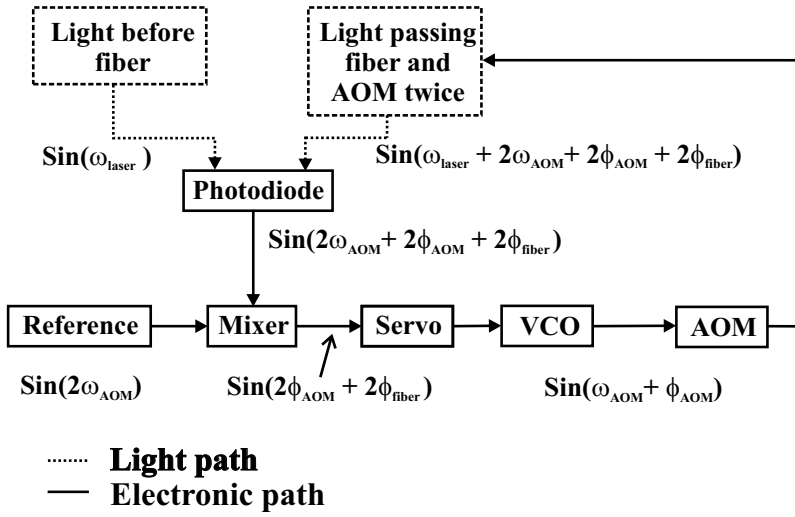 Light before
fiber
Light passing
fiber and
AOM twice
Sin(ω_laser )
Sin(ω_laser + 2ω_AOM+ 2ϕ_AOM + 2ϕ_fiber)
Photodiode
Sin(2ω_AOM+ 2ϕ_AOM + 2ϕ_fiber)
Reference
Mixer
Servo
VCO
AOM
Sin(2ω_AOM)
Sin(2ϕ_AOM + 2ϕ_fiber)
Sin(ω_AOM+ ϕ_AOM)
Light path
Electronic path